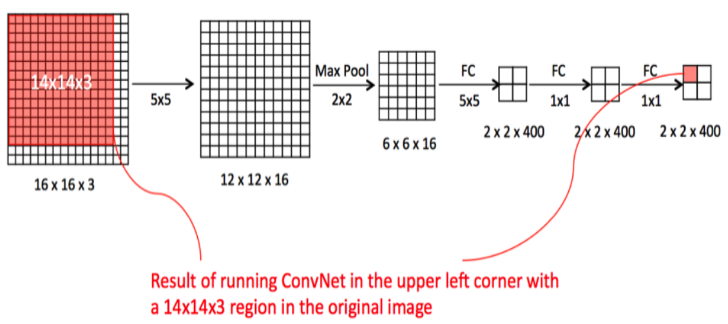 14x14x3
16 x 16 x 3
5x5
12 x 12 x 16
Max Pool
2x2
6 x 6 x 16
FC
5x5
2 x 2 x 400
FC
1x1
2 x 2 x 400
FC
1x1
2 x 2 x 400
Result of running ConvNet in the upper left corner with
a 14x14x3 region in the original image